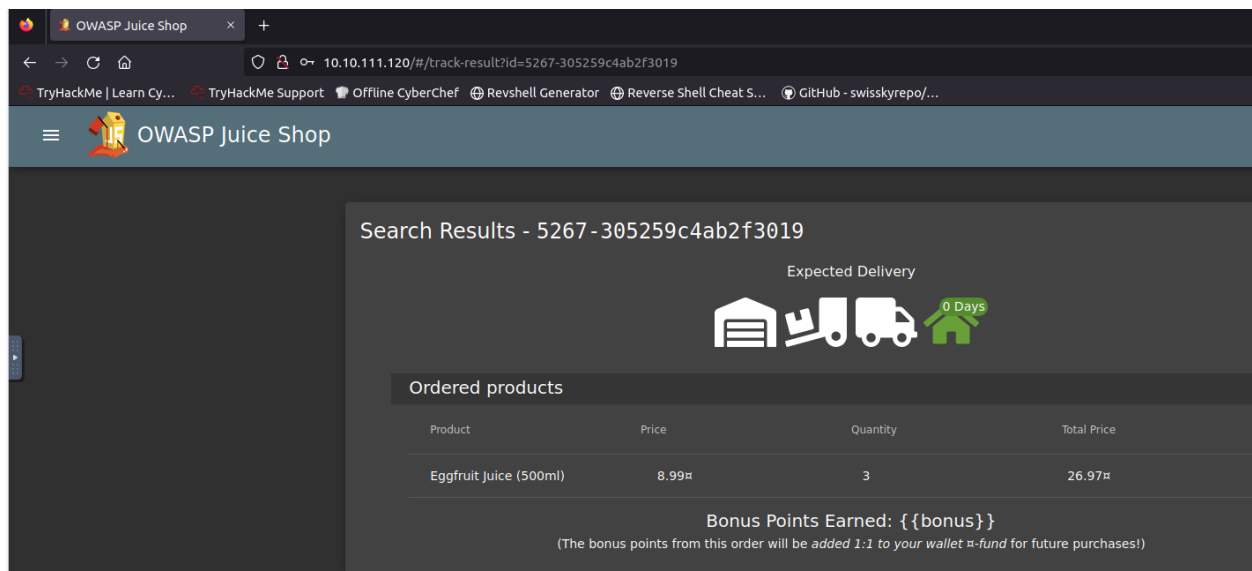 OWASP Juice Shop × +
10.10.111.120/#/track-result?id=5267-305259c4ab2f3019
TryHackMe | Learn Cy... TryHackMe Support Offline CyberChef Revshell Generator Reverse Shell Cheat S... GitHub - swisskyrepo/...
OWASP Juice Shop
Search Results - 5267-305259c4ab2f3019
Expected Delivery
0 Days
Ordered products
Product Price Quantity Total Price
Eggfruit Juice (500ml) 8.99¤ 3 26.97¤
Bonus Points Earned: {{bonus}}
(The bonus points from this order will be added 1:1 to your wallet ¤-fund for future purchases!)